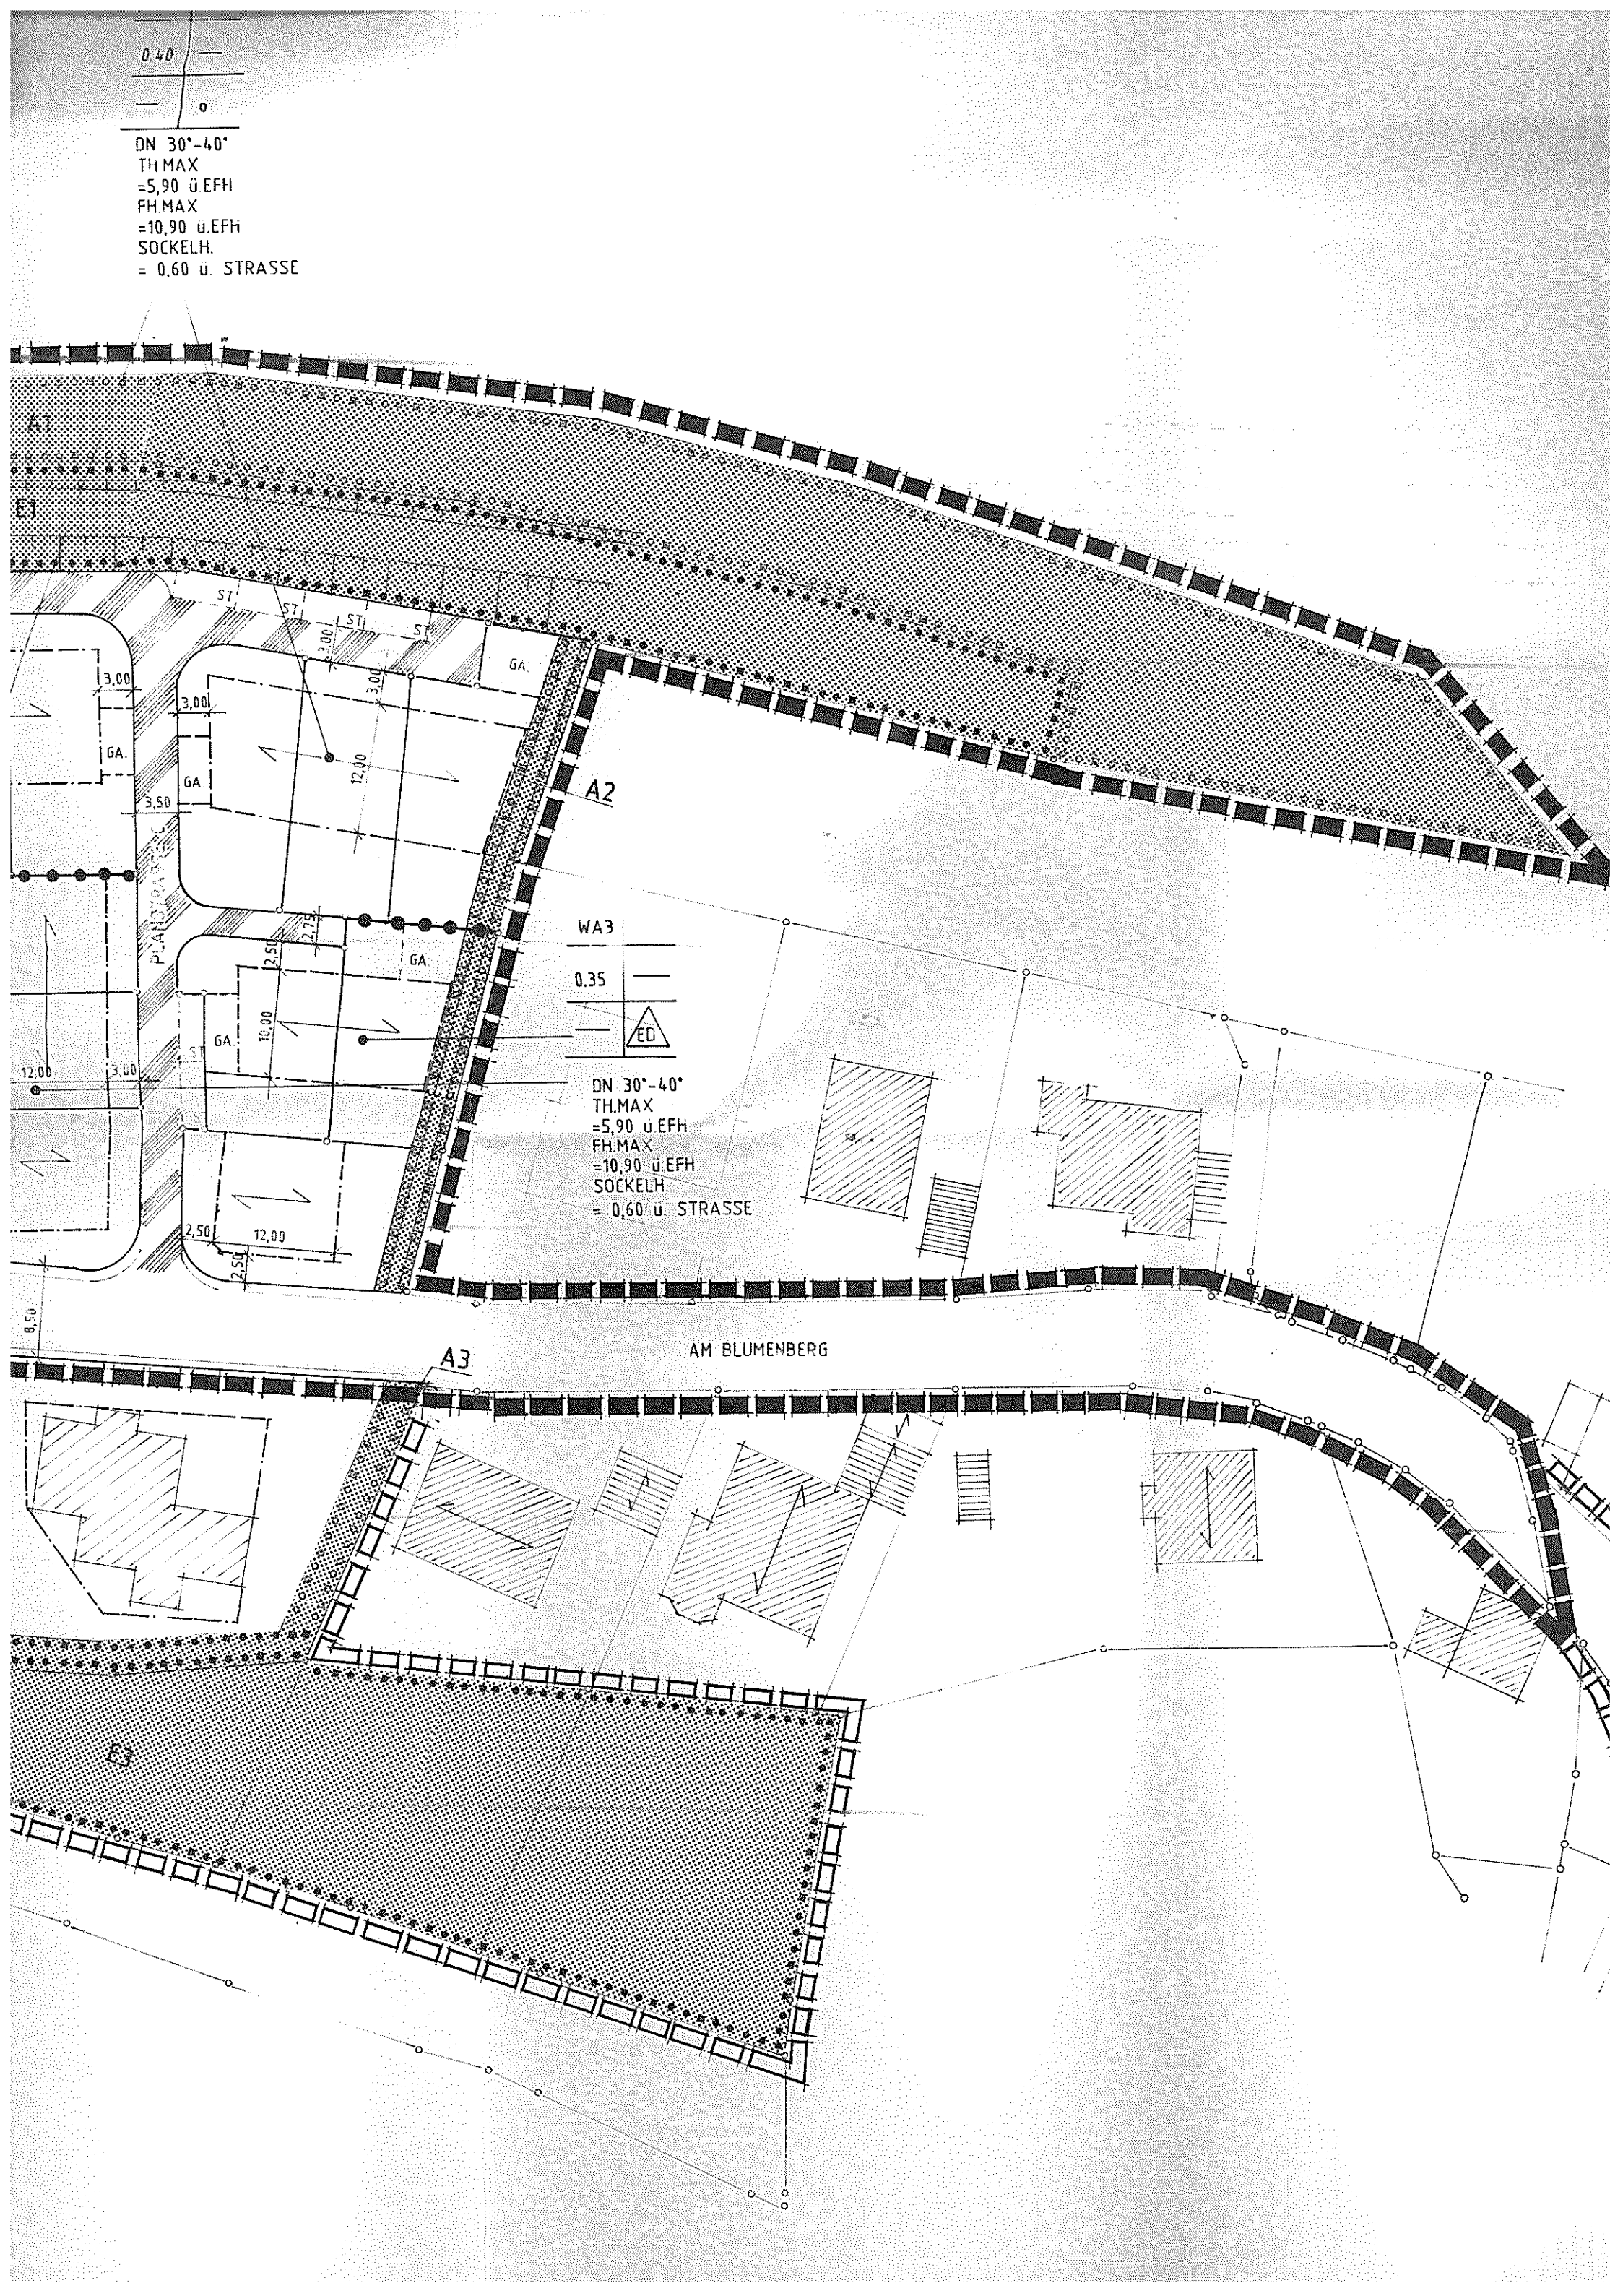 0.40 —
— o
DN 30°-40°
TH.MAX
=5,90 ü.EFH
FH.MAX
=10,90 ü.EFH
SOCKELH.
= 0,60 ü. STRASSE
A1
E1
ST
ST
ST
ST
3,00
GA.
3,00
3,00
3,00
GA.
GA.
12,00
A2
3,50
2,75
WA3
2,50
GA.
0.35 —
— ED
10,00
GA.
ST
12,00
3,00
DN 30°-40°
TH.MAX
=5,90 ü.EFH
FH.MAX
=10,90 ü.EFH
SOCKELH.
= 0,60 ü. STRASSE
2,50
12,00
2,50
8,50
AM BLUMENBERG
A3
E3